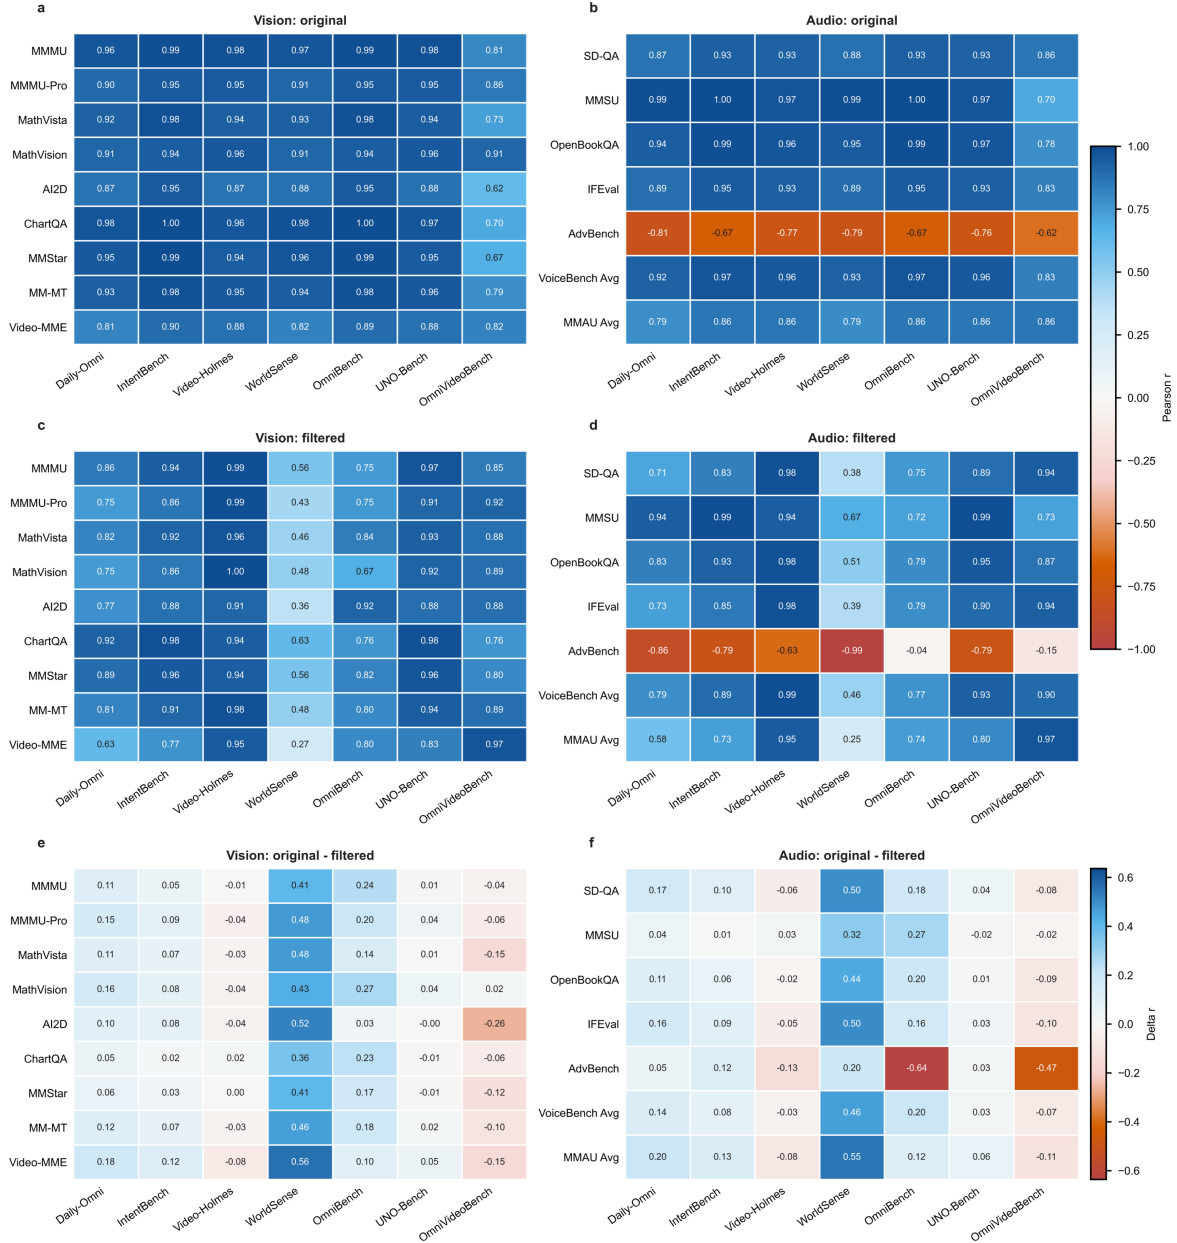 a
Vision: original
MMMU 0.96 0.99 0.98 0.97 0.99 0.98 0.81
MMMU-Pro 0.90 0.95 0.95 0.91 0.95 0.95 0.86
MathVista 0.92 0.98 0.94 0.93 0.98 0.94 0.73
MathVision 0.91 0.94 0.96 0.91 0.94 0.96 0.91
AI2D 0.87 0.95 0.87 0.88 0.95 0.88 0.62
ChartQA 0.98 1.00 0.96 0.98 1.00 0.97 0.70
MMStar 0.95 0.99 0.94 0.96 0.99 0.95 0.67
MM-MT 0.93 0.98 0.95 0.94 0.98 0.96 0.79
Video-MME 0.81 0.90 0.88 0.82 0.89 0.88 0.82
Daily-Omni IntentBench Video-Holmes WorldSense OmniBench UNO-Bench OmniVideoBench
b
Audio: original
SD-QA 0.87 0.93 0.93 0.88 0.93 0.93 0.86
MMSU 0.99 1.00 0.97 0.99 1.00 0.97 0.70
OpenBookQA 0.94 0.99 0.96 0.95 0.99 0.97 0.78
IFEval 0.89 0.95 0.93 0.89 0.95 0.93 0.83
AdvBench -0.81 -0.67 -0.77 -0.79 -0.67 -0.76 -0.62
VoiceBench Avg 0.92 0.97 0.96 0.93 0.97 0.96 0.83
MMAU Avg 0.79 0.86 0.86 0.79 0.86 0.86 0.86
Daily-Omni IntentBench Video-Holmes WorldSense OmniBench UNO-Bench OmniVideoBench
1.00
0.75
0.50
0.25
0.00
−0.25
−0.50
−0.75
−1.00
Pearson r
c
Vision: filtered
MMMU 0.86 0.94 0.99 0.56 0.75 0.97 0.85
MMMU-Pro 0.75 0.86 0.99 0.43 0.75 0.91 0.92
MathVista 0.82 0.92 0.96 0.46 0.84 0.93 0.88
MathVision 0.75 0.86 1.00 0.48 0.67 0.92 0.89
AI2D 0.77 0.88 0.91 0.36 0.92 0.88 0.88
ChartQA 0.92 0.98 0.94 0.63 0.76 0.98 0.76
MMStar 0.89 0.96 0.94 0.56 0.82 0.96 0.80
MM-MT 0.81 0.91 0.98 0.48 0.80 0.94 0.89
Video-MME 0.63 0.77 0.95 0.27 0.80 0.83 0.97
Daily-Omni IntentBench Video-Holmes WorldSense OmniBench UNO-Bench OmniVideoBench
d
Audio: filtered
SD-QA 0.71 0.83 0.98 0.38 0.75 0.89 0.94
MMSU 0.94 0.99 0.94 0.67 0.72 0.99 0.73
OpenBookQA 0.83 0.93 0.98 0.51 0.79 0.95 0.87
IFEval 0.73 0.85 0.98 0.39 0.79 0.90 0.94
AdvBench -0.86 -0.79 -0.63 -0.99 -0.04 -0.79 -0.15
VoiceBench Avg 0.79 0.89 0.99 0.46 0.77 0.93 0.90
MMAU Avg 0.58 0.73 0.95 0.25 0.74 0.80 0.97
Daily-Omni IntentBench Video-Holmes WorldSense OmniBench UNO-Bench OmniVideoBench
e
Vision: original - filtered
MMMU 0.11 0.05 -0.01 0.41 0.24 0.01 -0.04
MMMU-Pro 0.15 0.09 -0.04 0.48 0.20 0.04 -0.06
MathVista 0.11 0.07 -0.03 0.48 0.14 0.01 -0.15
MathVision 0.16 0.08 -0.04 0.43 0.27 0.04 0.02
AI2D 0.10 0.08 -0.04 0.52 0.03 -0.00 -0.26
ChartQA 0.05 0.02 0.02 0.36 0.23 -0.01 -0.06
MMStar 0.06 0.03 0.00 0.41 0.17 -0.01 -0.12
MM-MT 0.12 0.07 -0.03 0.46 0.18 0.02 -0.10
Video-MME 0.18 0.12 -0.08 0.56 0.10 0.05 -0.15
Daily-Omni IntentBench Video-Holmes WorldSense OmniBench UNO-Bench OmniVideoBench
f
Audio: original - filtered
SD-QA 0.17 0.10 -0.06 0.50 0.18 0.04 -0.08
MMSU 0.04 0.01 0.03 0.32 0.27 -0.02 -0.02
OpenBookQA 0.11 0.06 -0.02 0.44 0.20 0.01 -0.09
IFEval 0.16 0.09 -0.05 0.50 0.16 0.03 -0.10
AdvBench 0.05 0.12 -0.13 0.20 -0.64 0.03 -0.47
VoiceBench Avg 0.14 0.08 -0.03 0.46 0.20 0.03 -0.07
MMAU Avg 0.20 0.13 -0.08 0.55 0.12 0.06 -0.11
Daily-Omni IntentBench Video-Holmes WorldSense OmniBench UNO-Bench OmniVideoBench
0.6
0.4
0.2
0.0
−0.2
−0.4
−0.6
Delta r